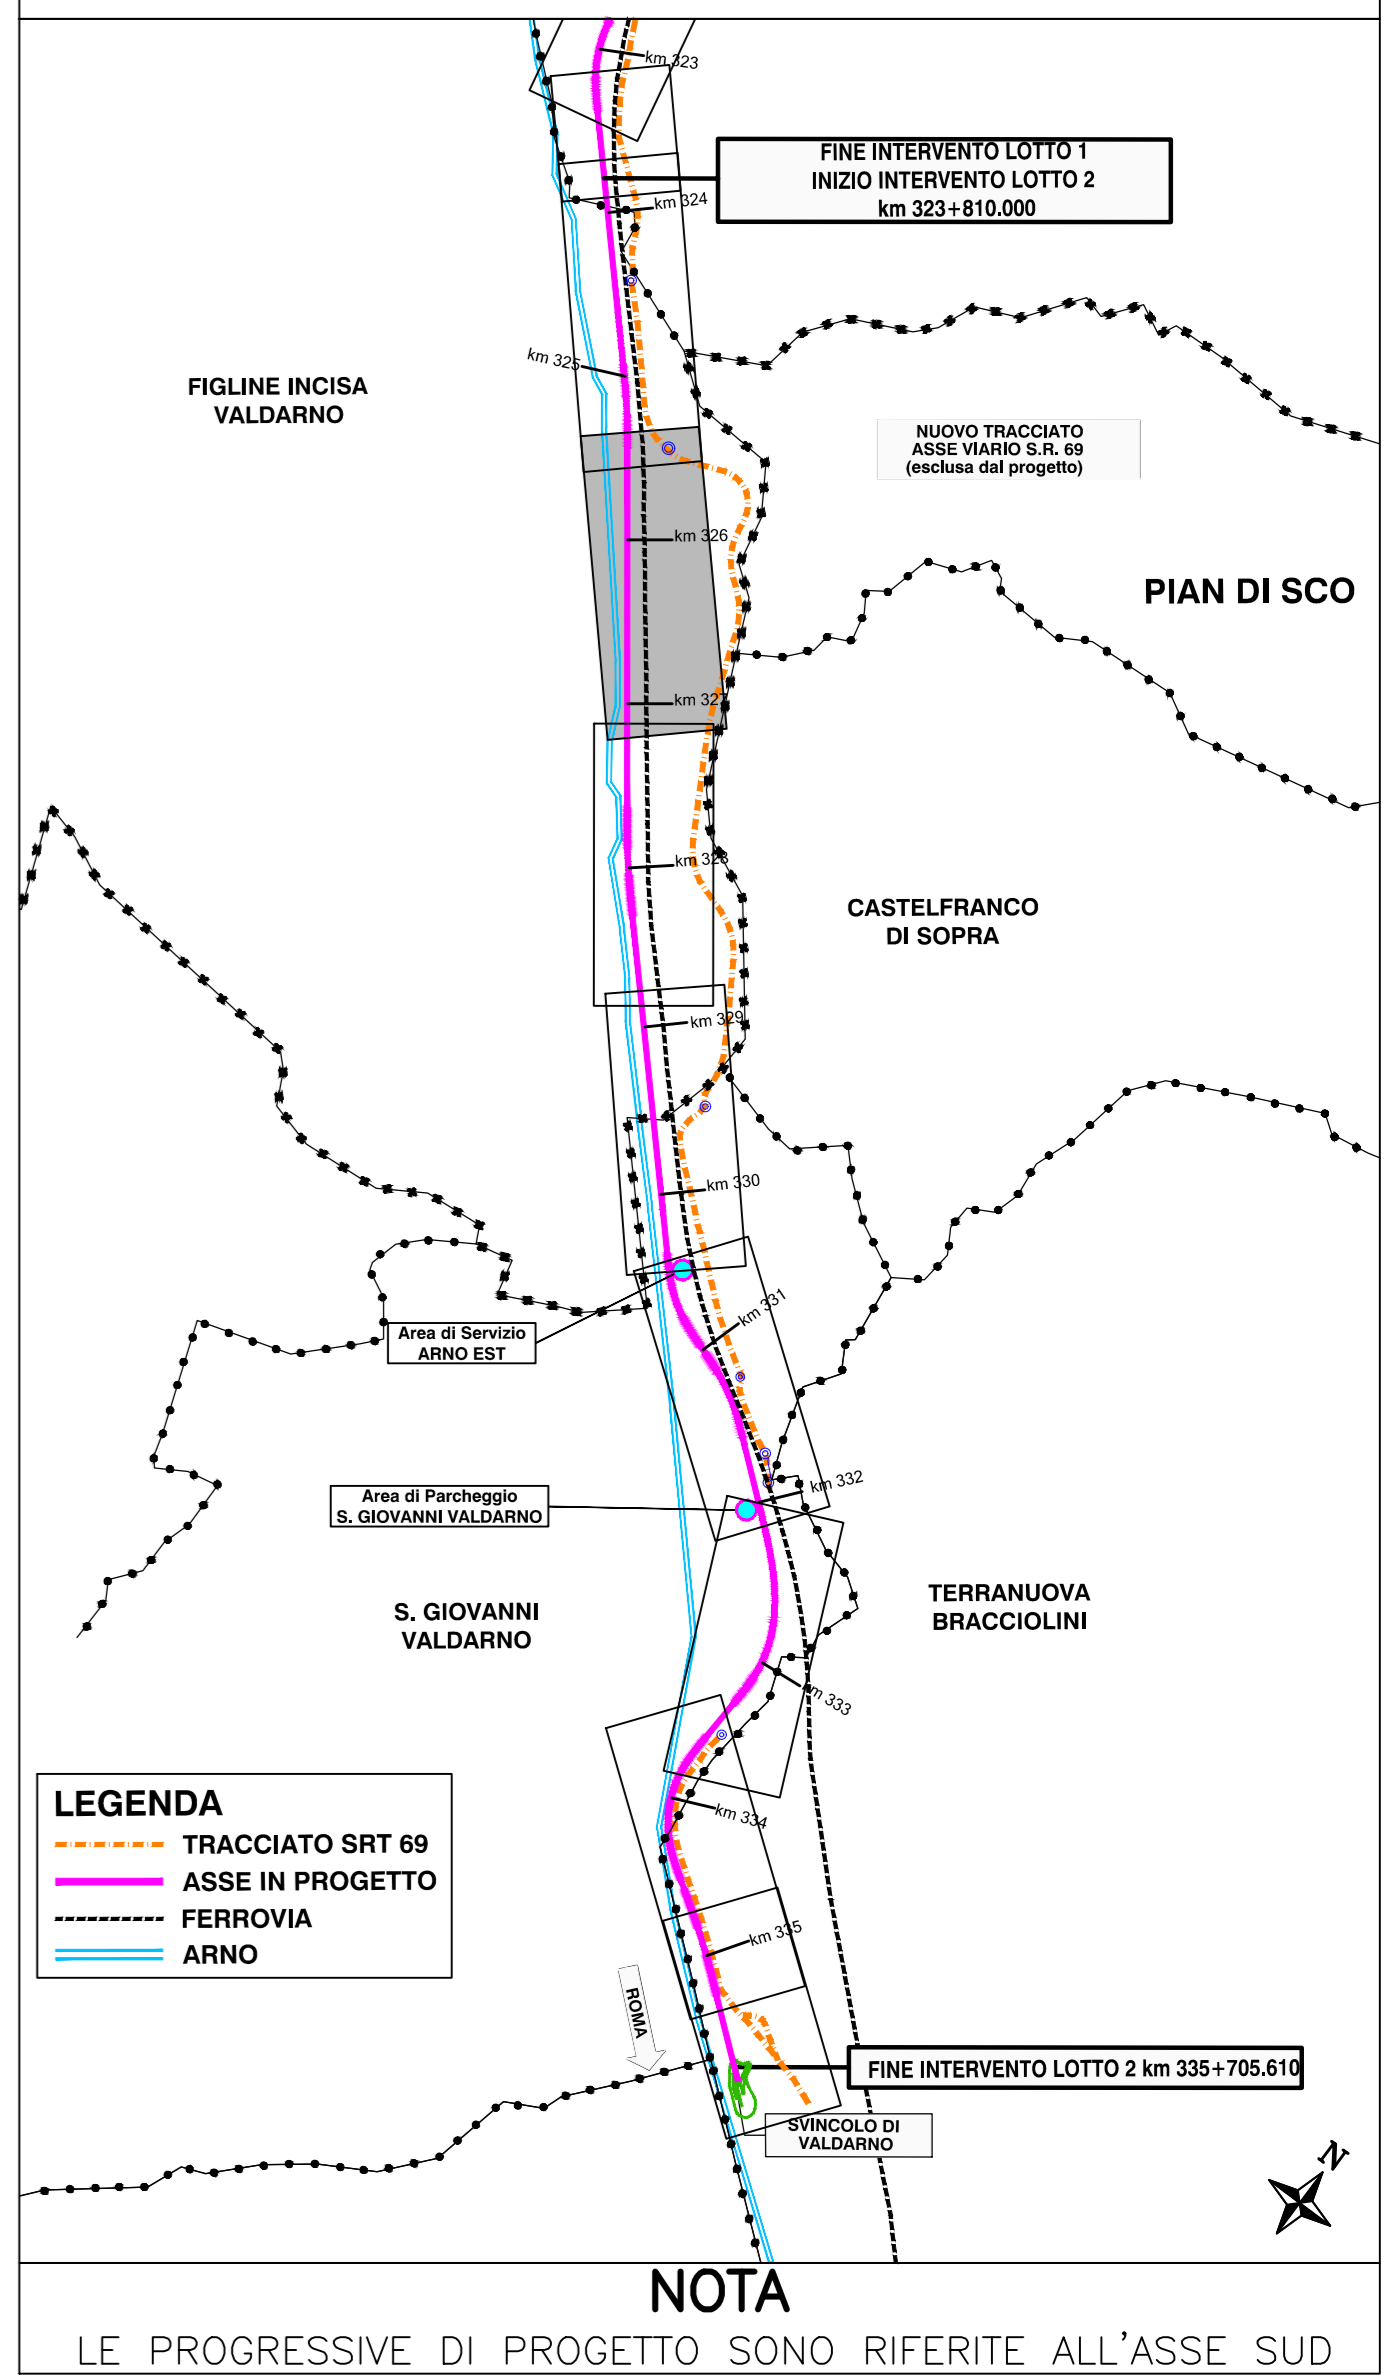 km 323
FINE INTERVENTO LOTTO 1
INIZIO INTERVENTO LOTTO 2
km 323+810.000
km 324
km 325
FIGLINE INCISA
VALDARNO
NUOVO TRACCIATO
ASSE VIARIO S.R. 69
(esclusa dal progetto)
km 326
PIAN DI SCO
km 327
km 328
CASTELFRANCO
DI SOPRA
km 329
km 330
km 331
Area di Servizio
ARNO EST
km 332
Area di Parcheggio
S. GIOVANNI VALDARNO
S. GIOVANNI
VALDARNO
TERRANUOVA
BRACCIOLINI
km 333
km 334
LEGENDA
TRACCIATO SRT 69
ASSE IN PROGETTO
FERROVIA
ARNO
km 335
ROMA
FINE INTERVENTO LOTTO 2 km 335+705.610
SVINCOLO DI
VALDARNO
N
NOTA
LE PROGRESSIVE DI PROGETTO SONO RIFERITE ALL'ASSE SUD